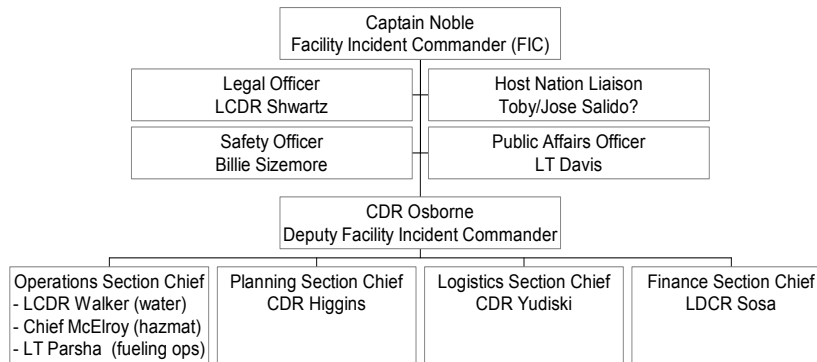 Captain Noble
Facility Incident Commander (FIC)
Legal Officer
LCDR Shwartz
Host Nation Liaison
Toby/Jose Salido?
Safety Officer
Billie Sizemore
Public Affairs Officer
LT Davis
CDR Osborne
Deputy Facility Incident Commander
Operations Section Chief
- LCDR Walker (water)
- Chief McElroy (hazmat)
- LT Parsha (fueling ops)
Planning Section Chief
CDR Higgins
Logistics Section Chief
CDR Yudiski
Finance Section Chief
LDCR Sosa